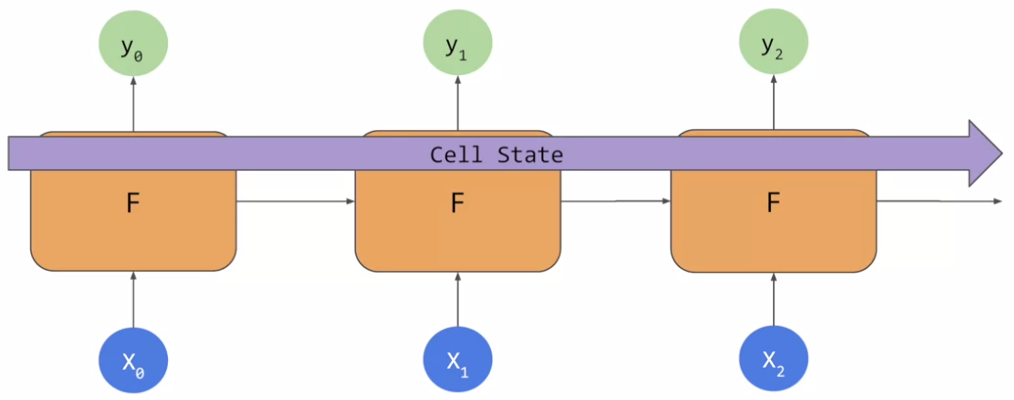 y₀ y₁ y₂
Cell State
F F F
X₀ X₁ X₂